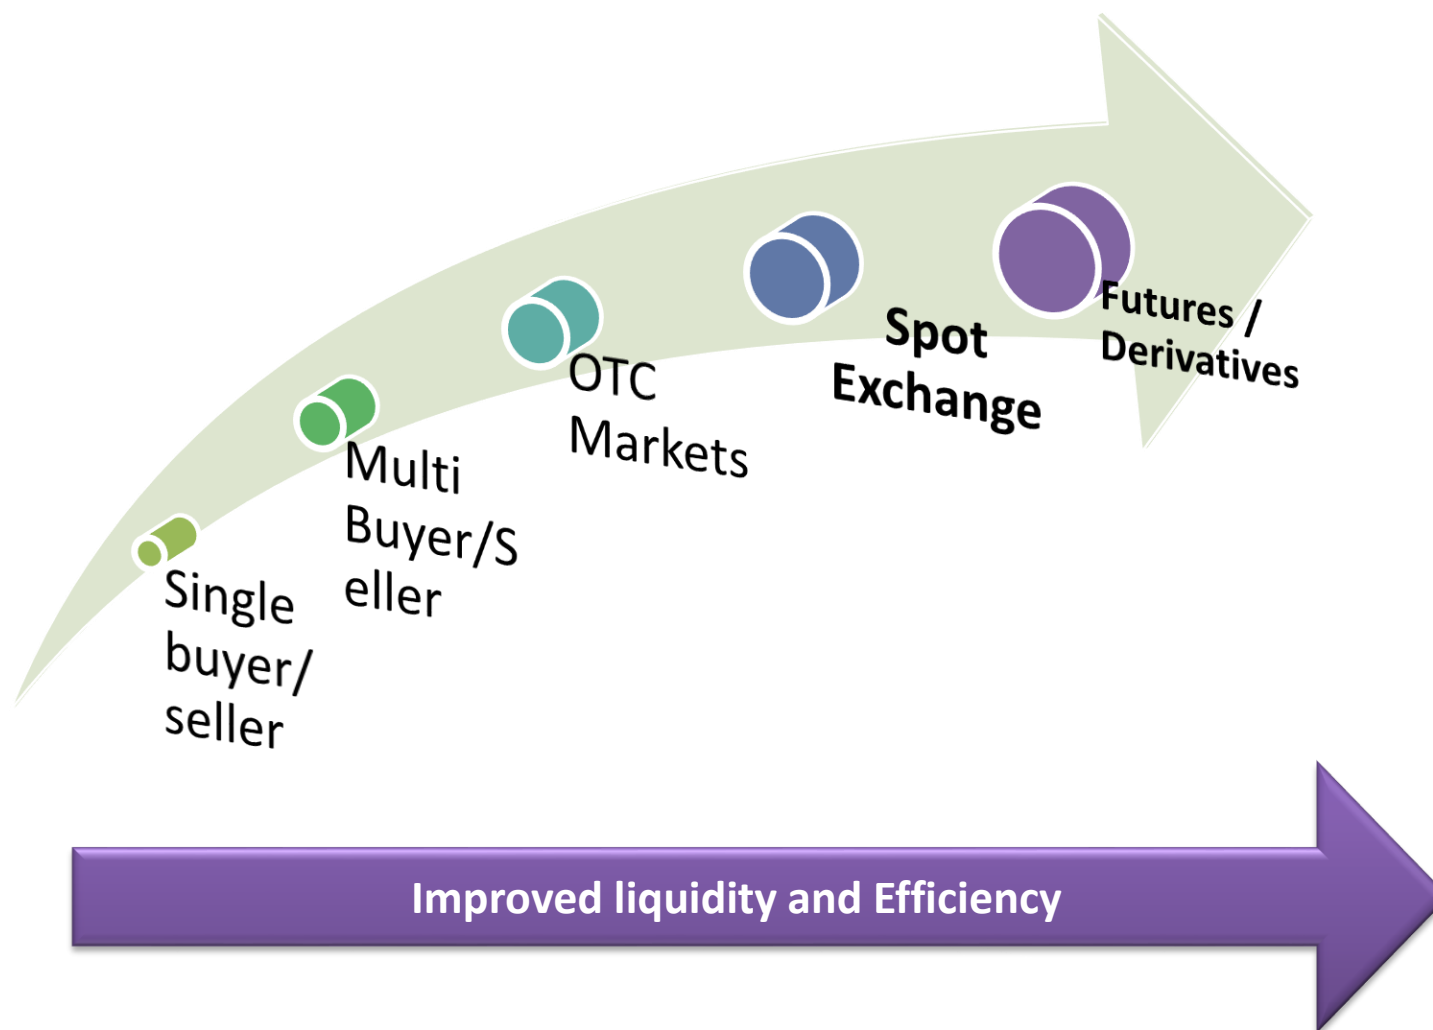 Single
buyer/
seller
Multi
Buyer/S
eller
OTC
Markets
Spot
Exchange
Futures /
Derivatives
Improved liquidity and Efficiency